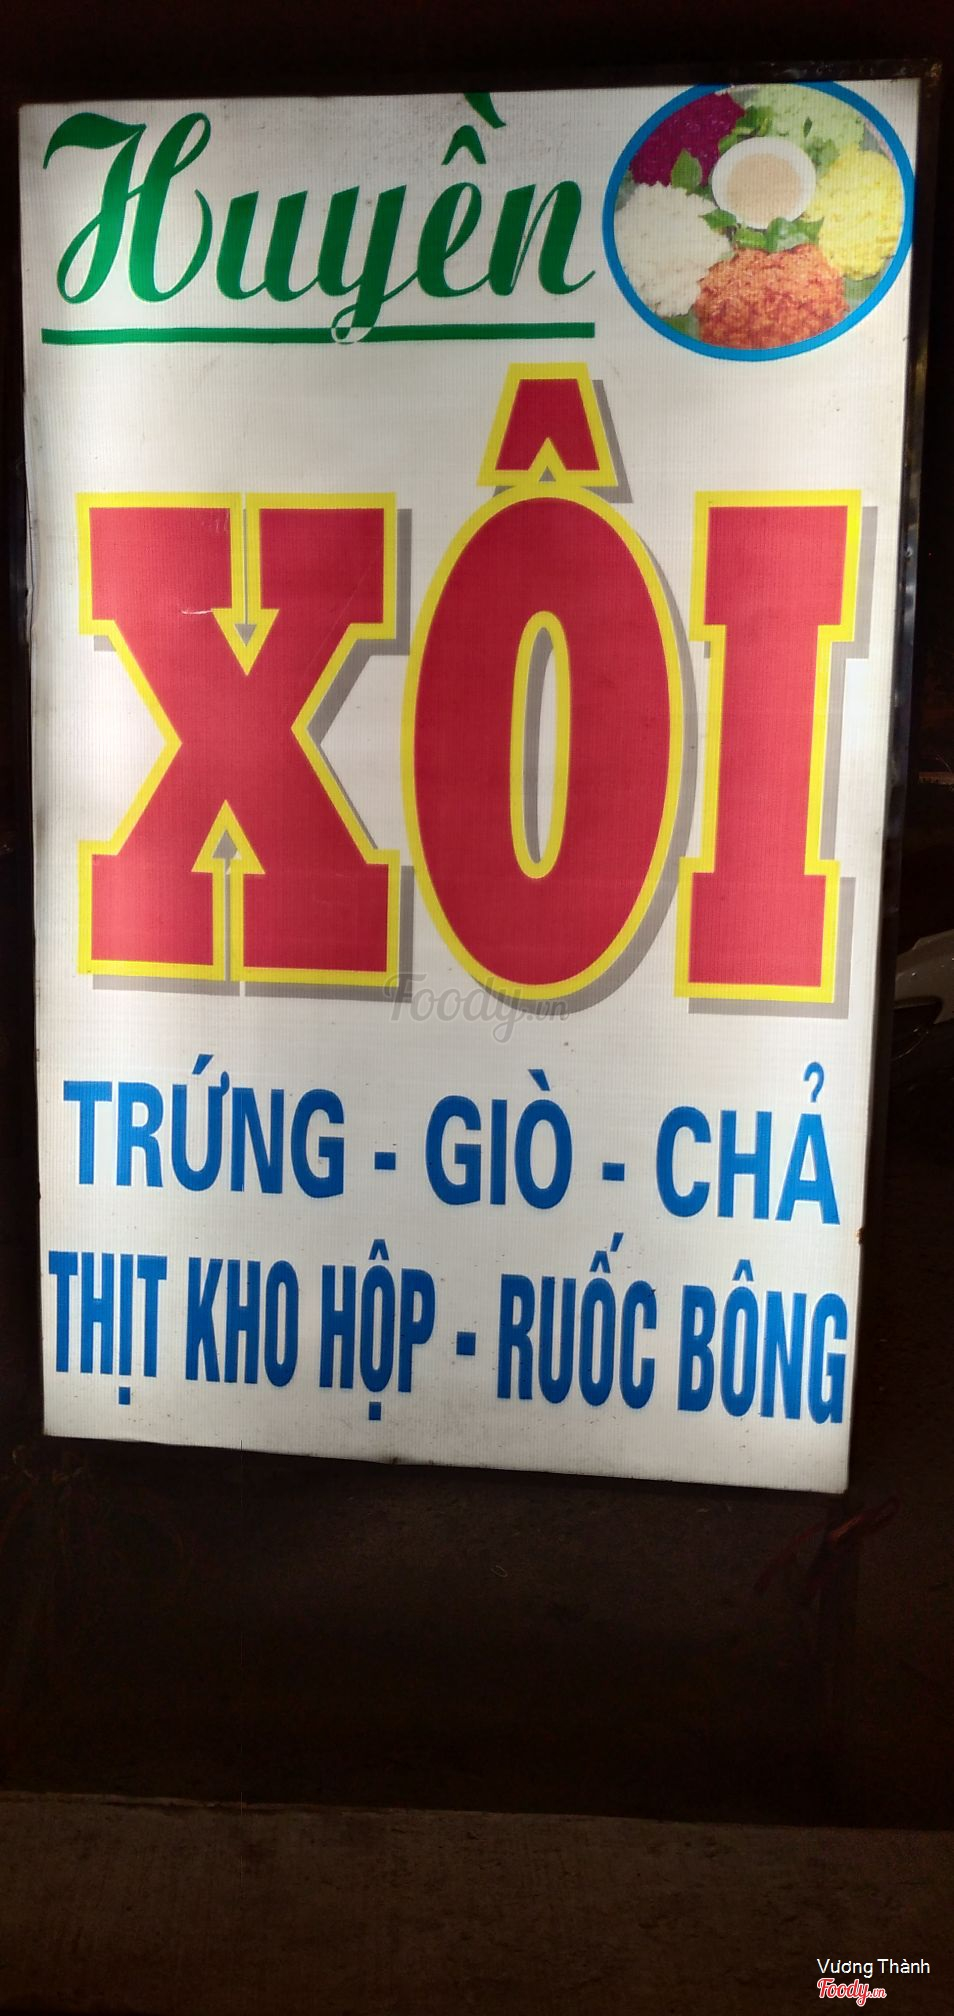 Huyền
XÔI
Foody.vn
TRỨNG - GIÒ - CHẢ
THỊT KHO HỘP - RUỐC BÔNG
Vương Thành
Foody.vn